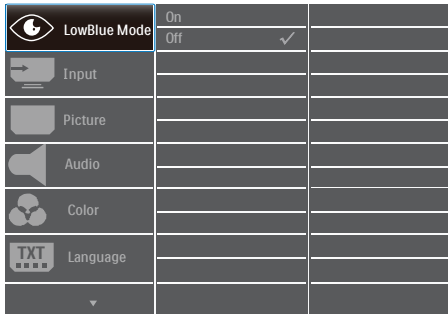 LowBlue Mode
On
Off
Input
Picture
Audio
Color
TXT
Language